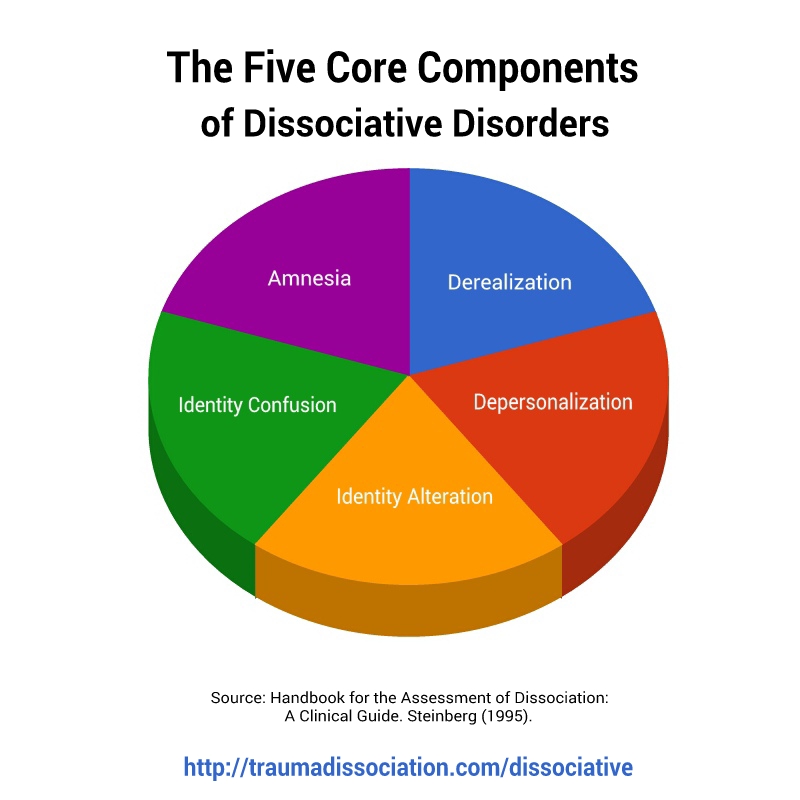 The Five Core Components
of Dissociative Disorders
Amnesia
Derealization
Identity Confusion
Depersonalization
Identity Alteration
Source: Handbook for the Assessment of Dissociation:
A Clinical Guide. Steinberg (1995).
http://traumadissociation.com/dissociative